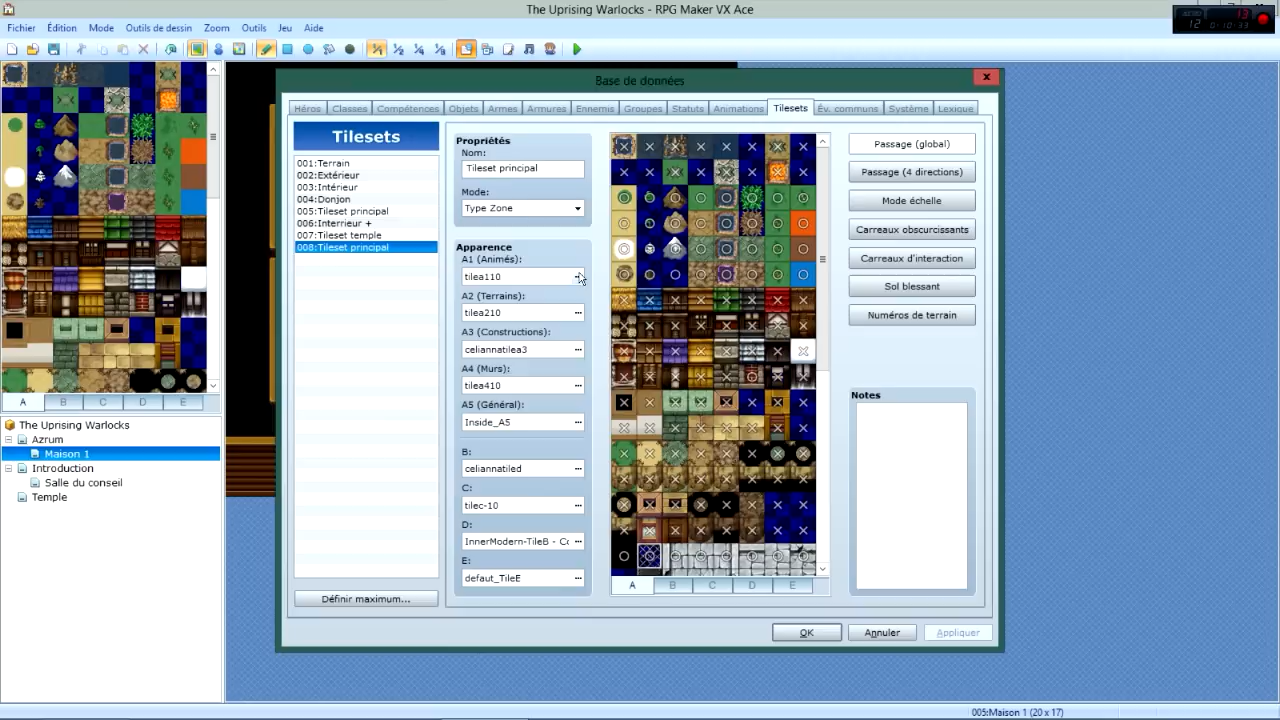 The Uprising Warlocks - RPG Maker VX Ace
Fichier Édition Mode Outils de dessin Zoom Outils Jeu Aide
13
12
Base de données
Héros Classes Compétences Objets Armes Armures Ennemis Groupes Statuts Animations Tilesets Év. communs Système Lexique
Tilesets
001:Terrain
002:Extérieur
003:Intérieur
004:Donjon
005:Tileset principal
006:Interrieur +
007:Tileset temple
008:Tileset principal
Définir maximum...
Propriétés
Nom:
Tileset principal
Mode:
Type Zone
Apparence
A1 (Animés):
tilea110
A2 (Terrains):
tilea210
A3 (Constructions):
celiannatilea3
A4 (Murs):
tilea410
A5 (Général):
Inside_A5
B:
celiannatiled
C:
tilec-10
D:
InnerModern-TileB - Cc
E:
defaut_TileE
A B C D E
Passage (global)
Passage (4 directions)
Mode échelle
Carreaux obscurcissants
Carreaux d'interaction
Sol blessant
Numéros de terrain
Notes
OK Annuler Appliquer
A B C D E
The Uprising Warlocks
Azrum
Maison 1
Introduction
Salle du conseil
Temple
005:Maison 1 (20 x 17)